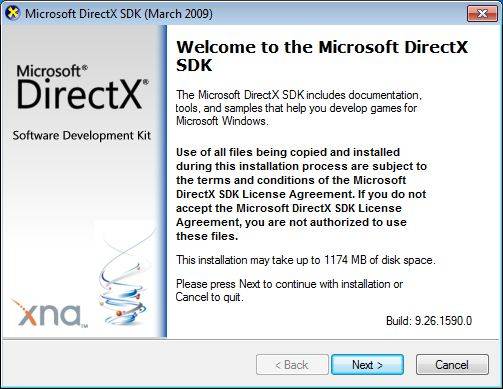 Microsoft DirectX SDK (March 2009)
Microsoft®
DirectX®
Software Development Kit
xna™
Welcome to the Microsoft DirectX
SDK
The Microsoft DirectX SDK includes documentation,
tools, and samples that help you develop games for
Microsoft Windows.
Use of all files being copied and installed
during this installation process are subject to
the terms and conditions of the Microsoft
DirectX SDK License Agreement. If you do not
accept the Microsoft DirectX SDK License
Agreement, you are not authorized to use
these files.
This installation may take up to 1174 MB of disk space.
Please press Next to continue with installation or
Cancel to quit.
Build: 9.26.1590.0
< Back
Next >
Cancel